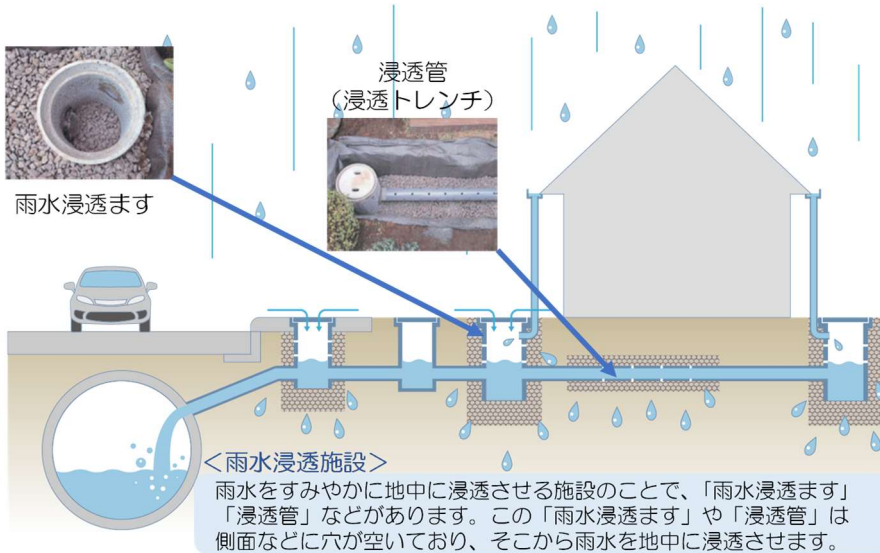 浸透管
（浸透トレンチ）
雨水浸透ます
＜雨水浸透施設＞
雨水をすみやかに地中に浸透させる施設のことで、「雨水浸透ます」
「浸透管」などがあります。この「雨水浸透ます」や「浸透管」は
側面などに穴が空いており、そこから雨水を地中に浸透させます。